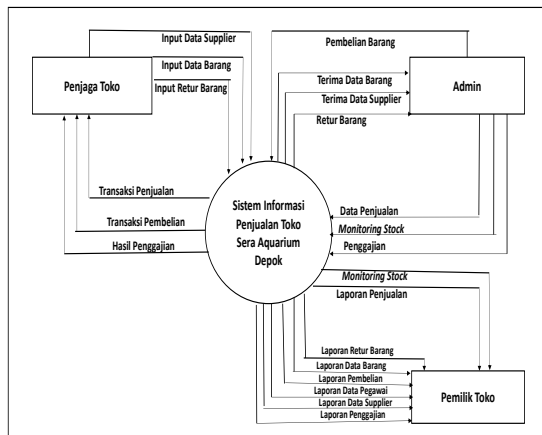 Input Data Supplier
Input Data Barang
Input Retur Barang
Penjaga Toko
Pembelian Barang
Terima Data Barang
Terima Data Supplier
Retur Barang
Admin
Transaksi Penjualan
Transaksi Pembelian
Hasil Penggajian
Sistem Informasi
Penjualan Toko
Sera Aquarium
Depok
Data Penjualan
Monitoring Stock
Penggajian
Monitoring Stock
Laporan Penjualan
Laporan Retur Barang
Laporan Data Barang
Laporan Pembelian
Laporan Data Pegawai
Laporan Data Supplier
Laporan Penggajian
Pemilik Toko